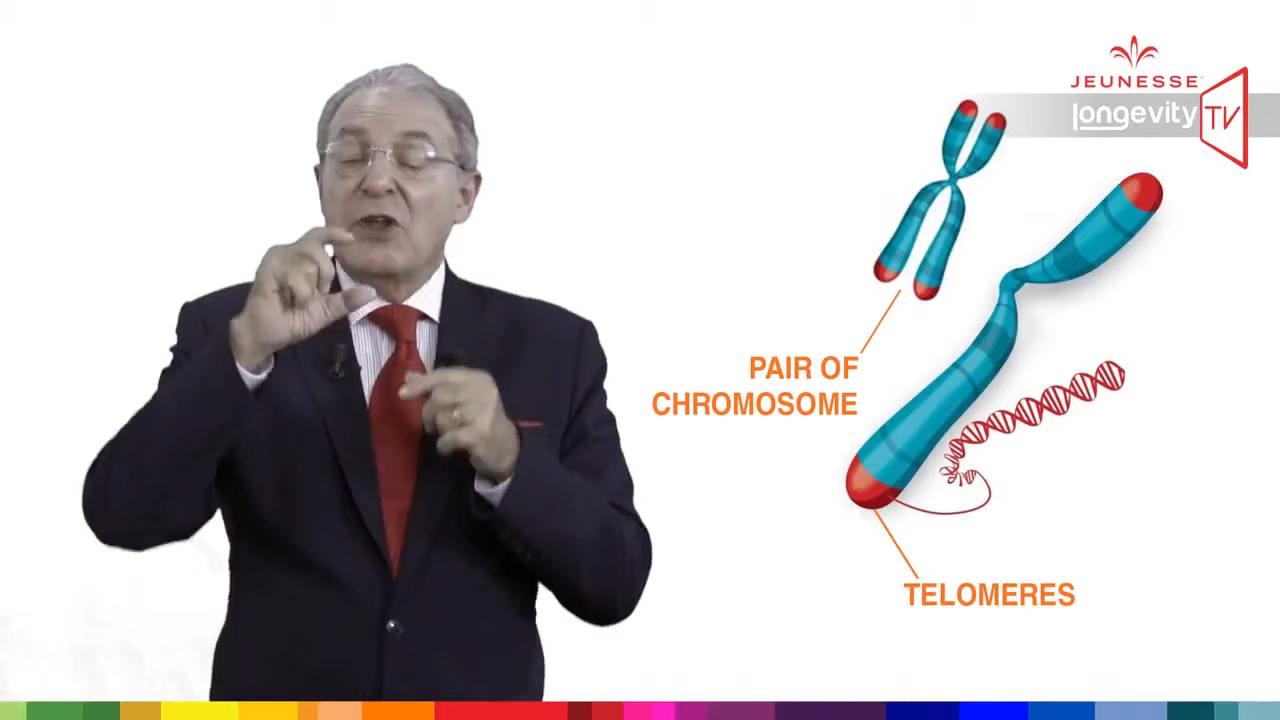 JEUNESSE
longevity TV
PAIR OF
CHROMOSOME
TELOMERES